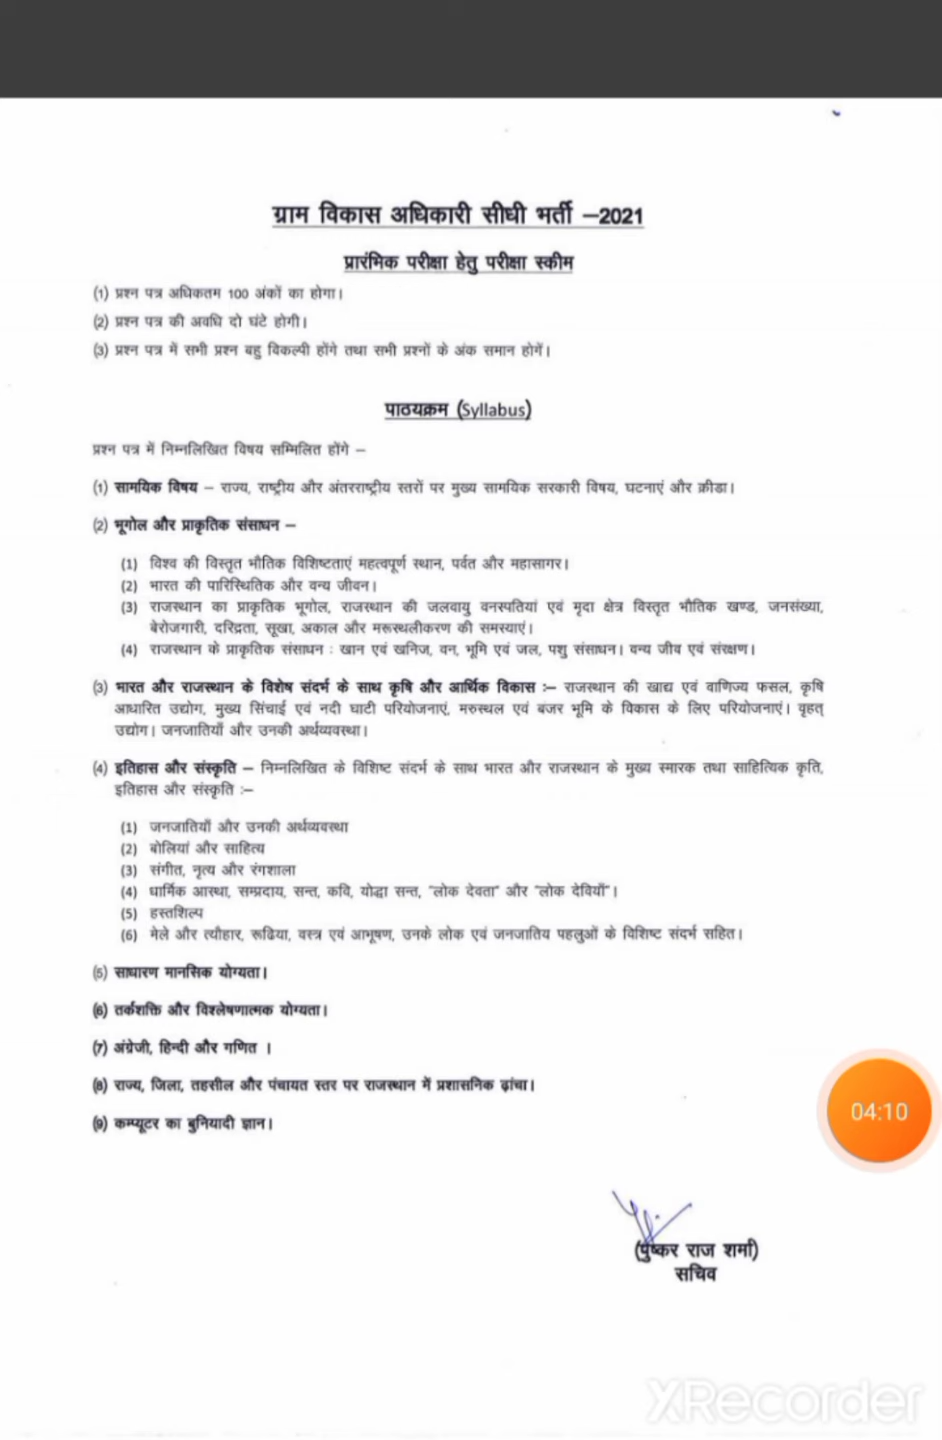 ग्राम विकास अधिकारी सीधी भर्ती –2021
प्रारंभिक परीक्षा हेतु परीक्षा स्कीम
(1) प्रश्न पत्र अधिकतम 100 अंकों का होगा।
(2) प्रश्न पत्र की अवधि दो घंटे होगी।
(3) प्रश्न पत्र में सभी प्रश्न बहु विकल्पी होंगे तथा सभी प्रश्नों के अंक समान होगें।
पाठयक्रम (Syllabus)
प्रश्न पत्र में निम्नलिखित विषय सम्मिलित होंगे –
(1) सामयिक विषय – राज्य, राष्ट्रीय और अंतरराष्ट्रीय स्तरों पर मुख्य सामयिक सरकारी विषय, घटनाएं और क्रीडा।
(2) भूगोल और प्राकृतिक संसाधन –
(1) विश्व की विस्तृत भौतिक विशिष्टताएं महत्वपूर्ण स्थान, पर्वत और महासागर।
(2) भारत की पारिस्थितिक और वन्य जीवन।
(3) राजस्थान का प्राकृतिक भूगोल, राजस्थान की जलवायु वनस्पतियां एवं मृदा क्षेत्र विस्तृत भौतिक खण्ड, जनसंख्या,
बेरोजगारी, दरिद्रता, सूखा, अकाल और मरूस्थलीकरण की समस्याएं।
(4) राजस्थान के प्राकृतिक संसाधन : खान एवं खनिज, वन, भूमि एवं जल, पशु संसाधन। वन्य जीव एवं संरक्षण।
(3) भारत और राजस्थान के विशेष संदर्भ के साथ कृषि और आर्थिक विकास :– राजस्थान की खाद्य एवं वाणिज्य फसल, कृषि
आधारित उद्योग, मुख्य सिंचाई एवं नदी घाटी परियोजनाएं, मरुस्थल एवं बंजर भूमि के विकास के लिए परियोजनाएं। वृहत्
उद्योग। जनजातियाँ और उनकी अर्थव्यवस्था।
(4) इतिहास और संस्कृति – निम्नलिखित के विशिष्ट संदर्भ के साथ भारत और राजस्थान के मुख्य स्मारक तथा साहित्यिक कृति,
इतिहास और संस्कृति :–
(1) जनजातियाँ और उनकी अर्थव्यवस्था
(2) बोलियां और साहित्य
(3) संगीत, नृत्य और रंगशाला
(4) धार्मिक आस्था, सम्प्रदाय, सन्त, कवि, योद्धा सन्त, "लोक देवता" और "लोक देवियाँ"।
(5) हस्तशिल्प
(6) मेले और त्यौहार, रूढिया, वस्त्र एवं आभूषण, उनके लोक एवं जनजातिय पहलुओं के विशिष्ट संदर्भ सहित।
(5) साधारण मानसिक योग्यता।
(6) तर्कशक्ति और विश्लेषणात्मक योग्यता।
(7) अंग्रेजी, हिन्दी और गणित ।
(8) राज्य, जिला, तहसील और पंचायत स्तर पर राजस्थान में प्रशासनिक ढ़ांचा।
04:10
(9) कम्प्यूटर का बुनियादी ज्ञान।
(पुष्कर राज शर्मा)
सचिव
XRecorder